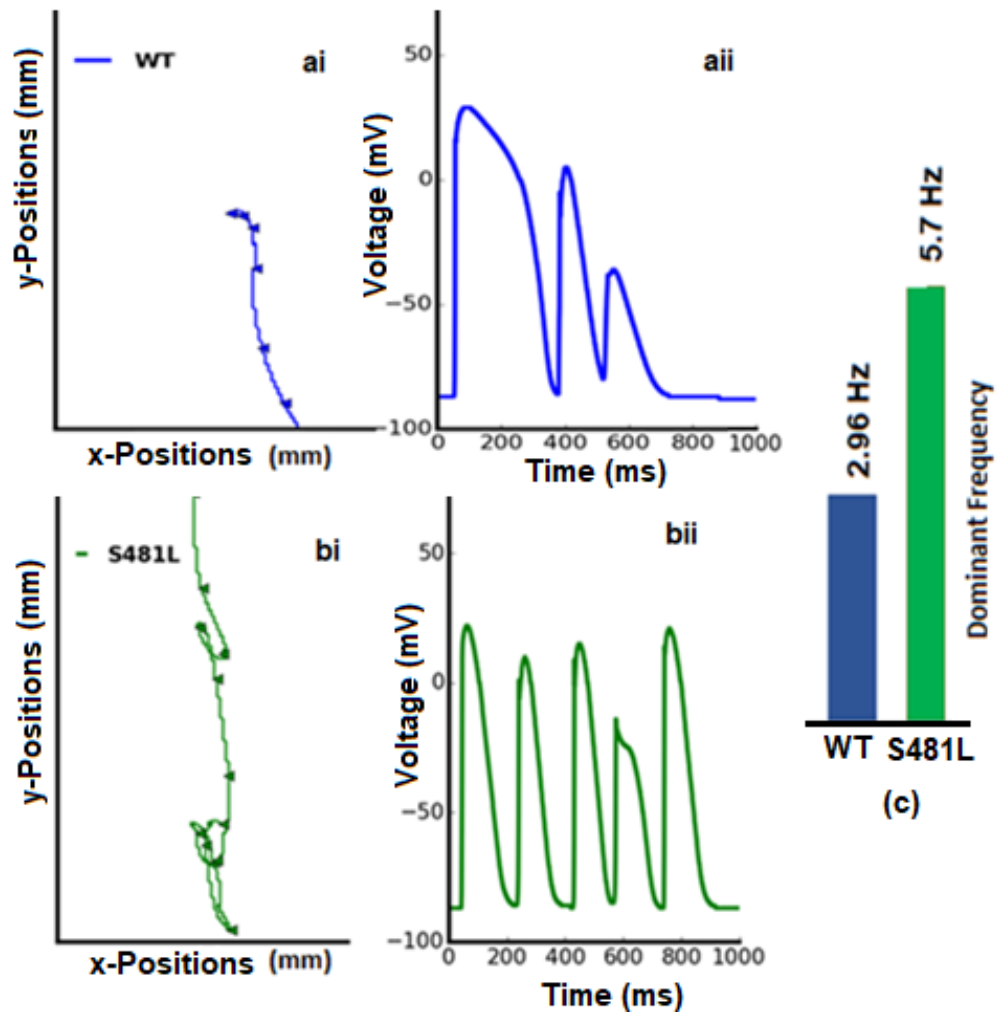 WT
ai
y-Positions (mm)
x-Positions (mm)
aii
Voltage (mV)
50
0
−50
−100
0 200 400 600 800 1000
Time (ms)
5.7 Hz
2.96 Hz
Dominant Frequency
WT S481L
(c)
S481L
bi
y-Positions (mm)
x-Positions (mm)
bii
Voltage (mV)
50
0
−50
−100
0 200 400 600 800 1000
Time (ms)